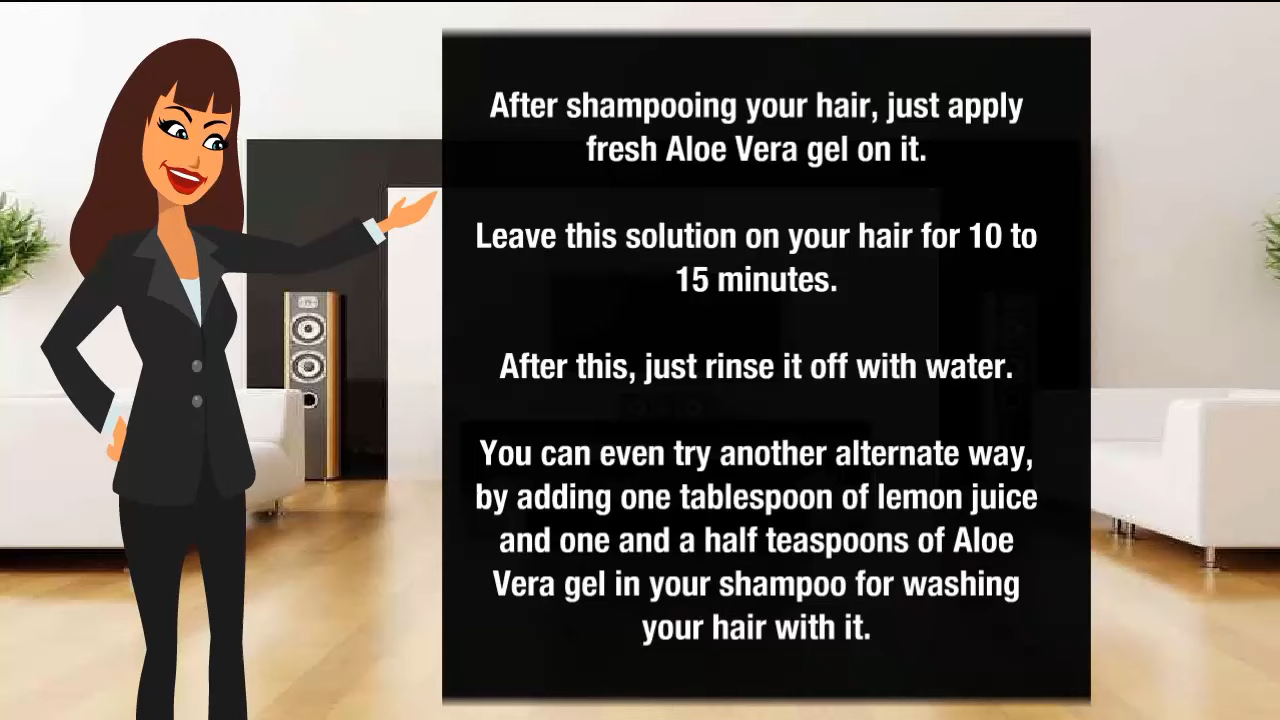 After shampooing your hair, just apply
fresh Aloe Vera gel on it.
Leave this solution on your hair for 10 to
15 minutes.
After this, just rinse it off with water.
You can even try another alternate way,
by adding one tablespoon of lemon juice
and one and a half teaspoons of Aloe
Vera gel in your shampoo for washing
your hair with it.